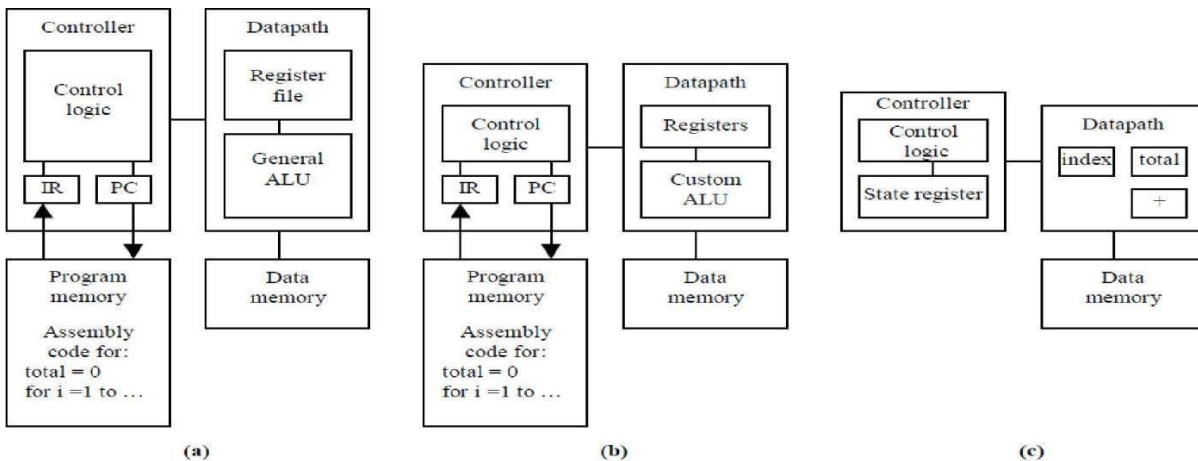 Controller
Control
logic
IR
PC
Datapath
Register
file
General
ALU
Program
memory
Assembly
code for:
total = 0
for i =1 to …
Data
memory
(a)
Controller
Control
logic
IR
PC
Datapath
Registers
Custom
ALU
Program
memory
Assembly
code for:
total = 0
for i =1 to …
Data
memory
(b)
Controller
Control
logic
State register
Datapath
index
total
+
Data
memory
(c)